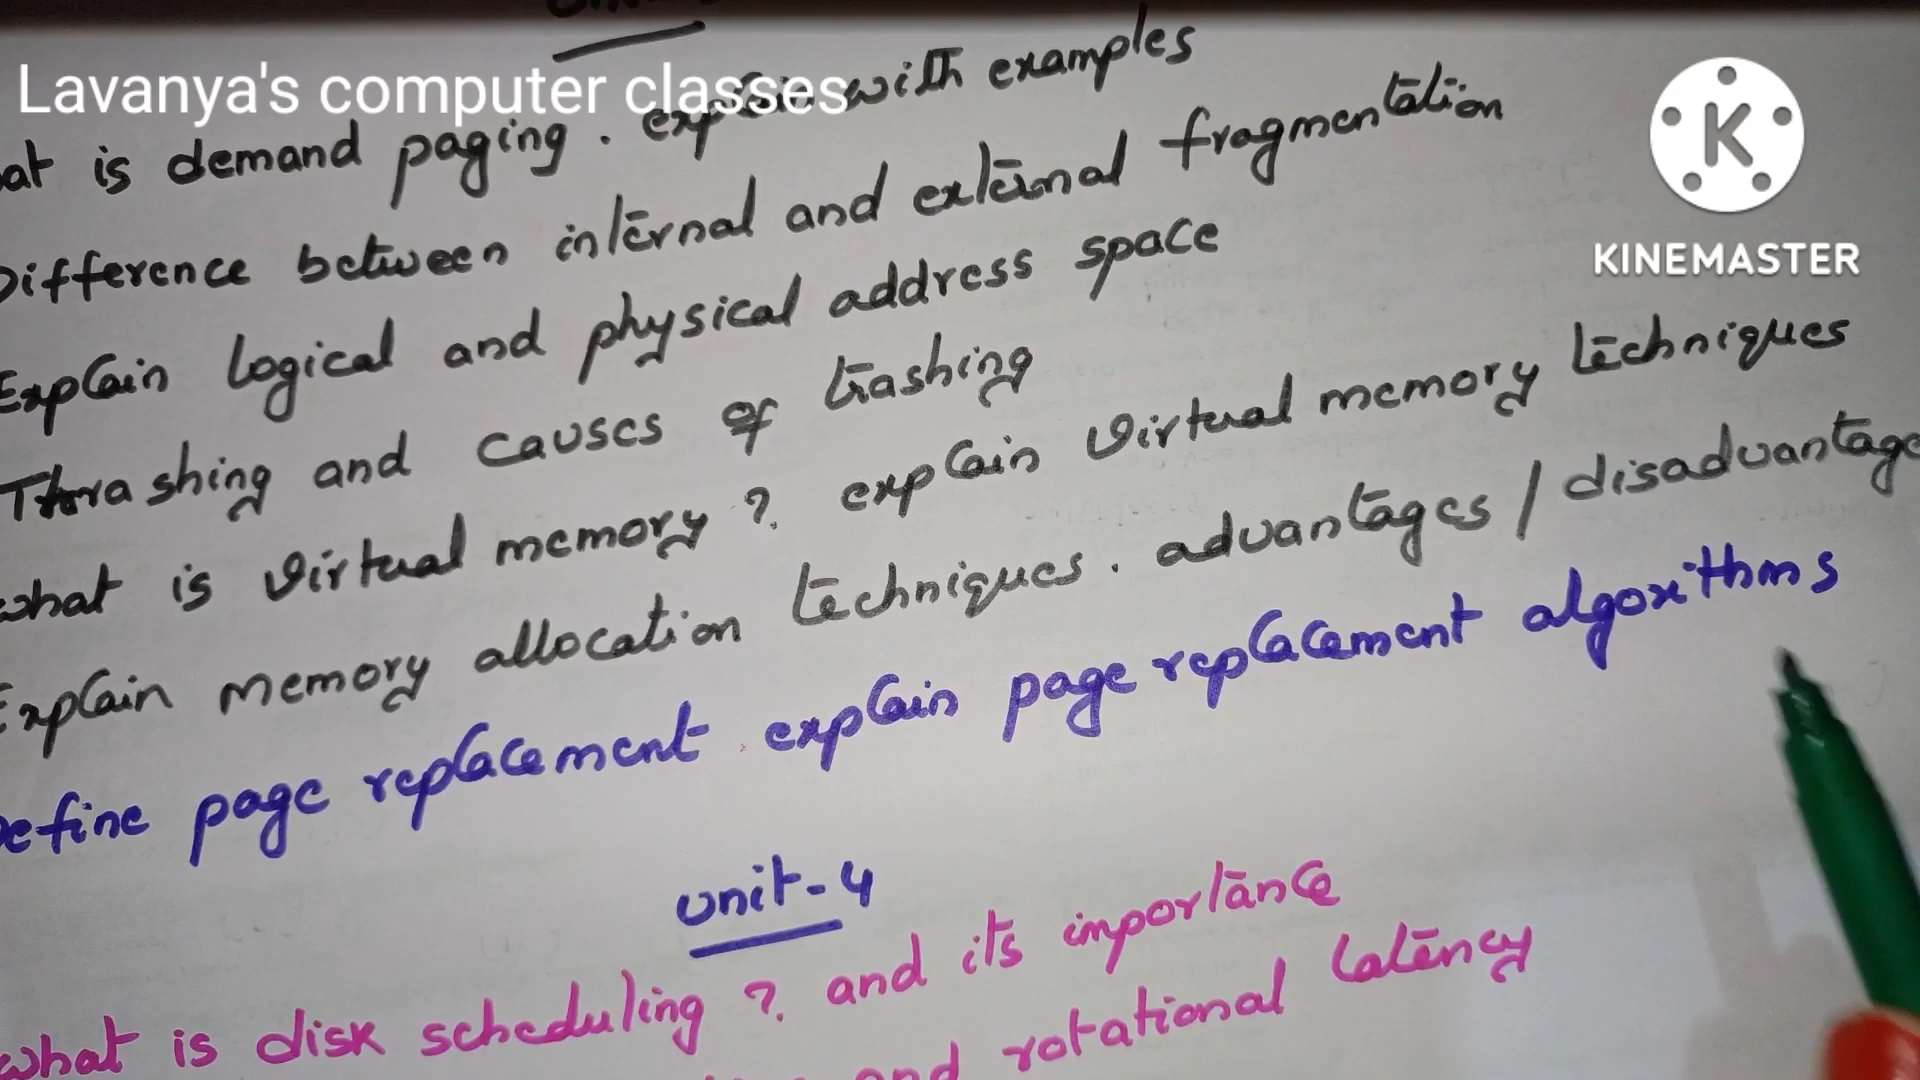 Lavanya's computer classes
at is demand paging. explain with examples
Difference between internal and external fragmentation
Explain logical and physical address space
Thrashing and causes of trashing
what is virtual memory? explain virtual memory techniques
Explain memory allocation techniques. advantages / disadvantage
Define page replacement explain page replacement algorithms
unit-4
what is disk scheduling? and its importance
and rotational latency
K
KINEMASTER